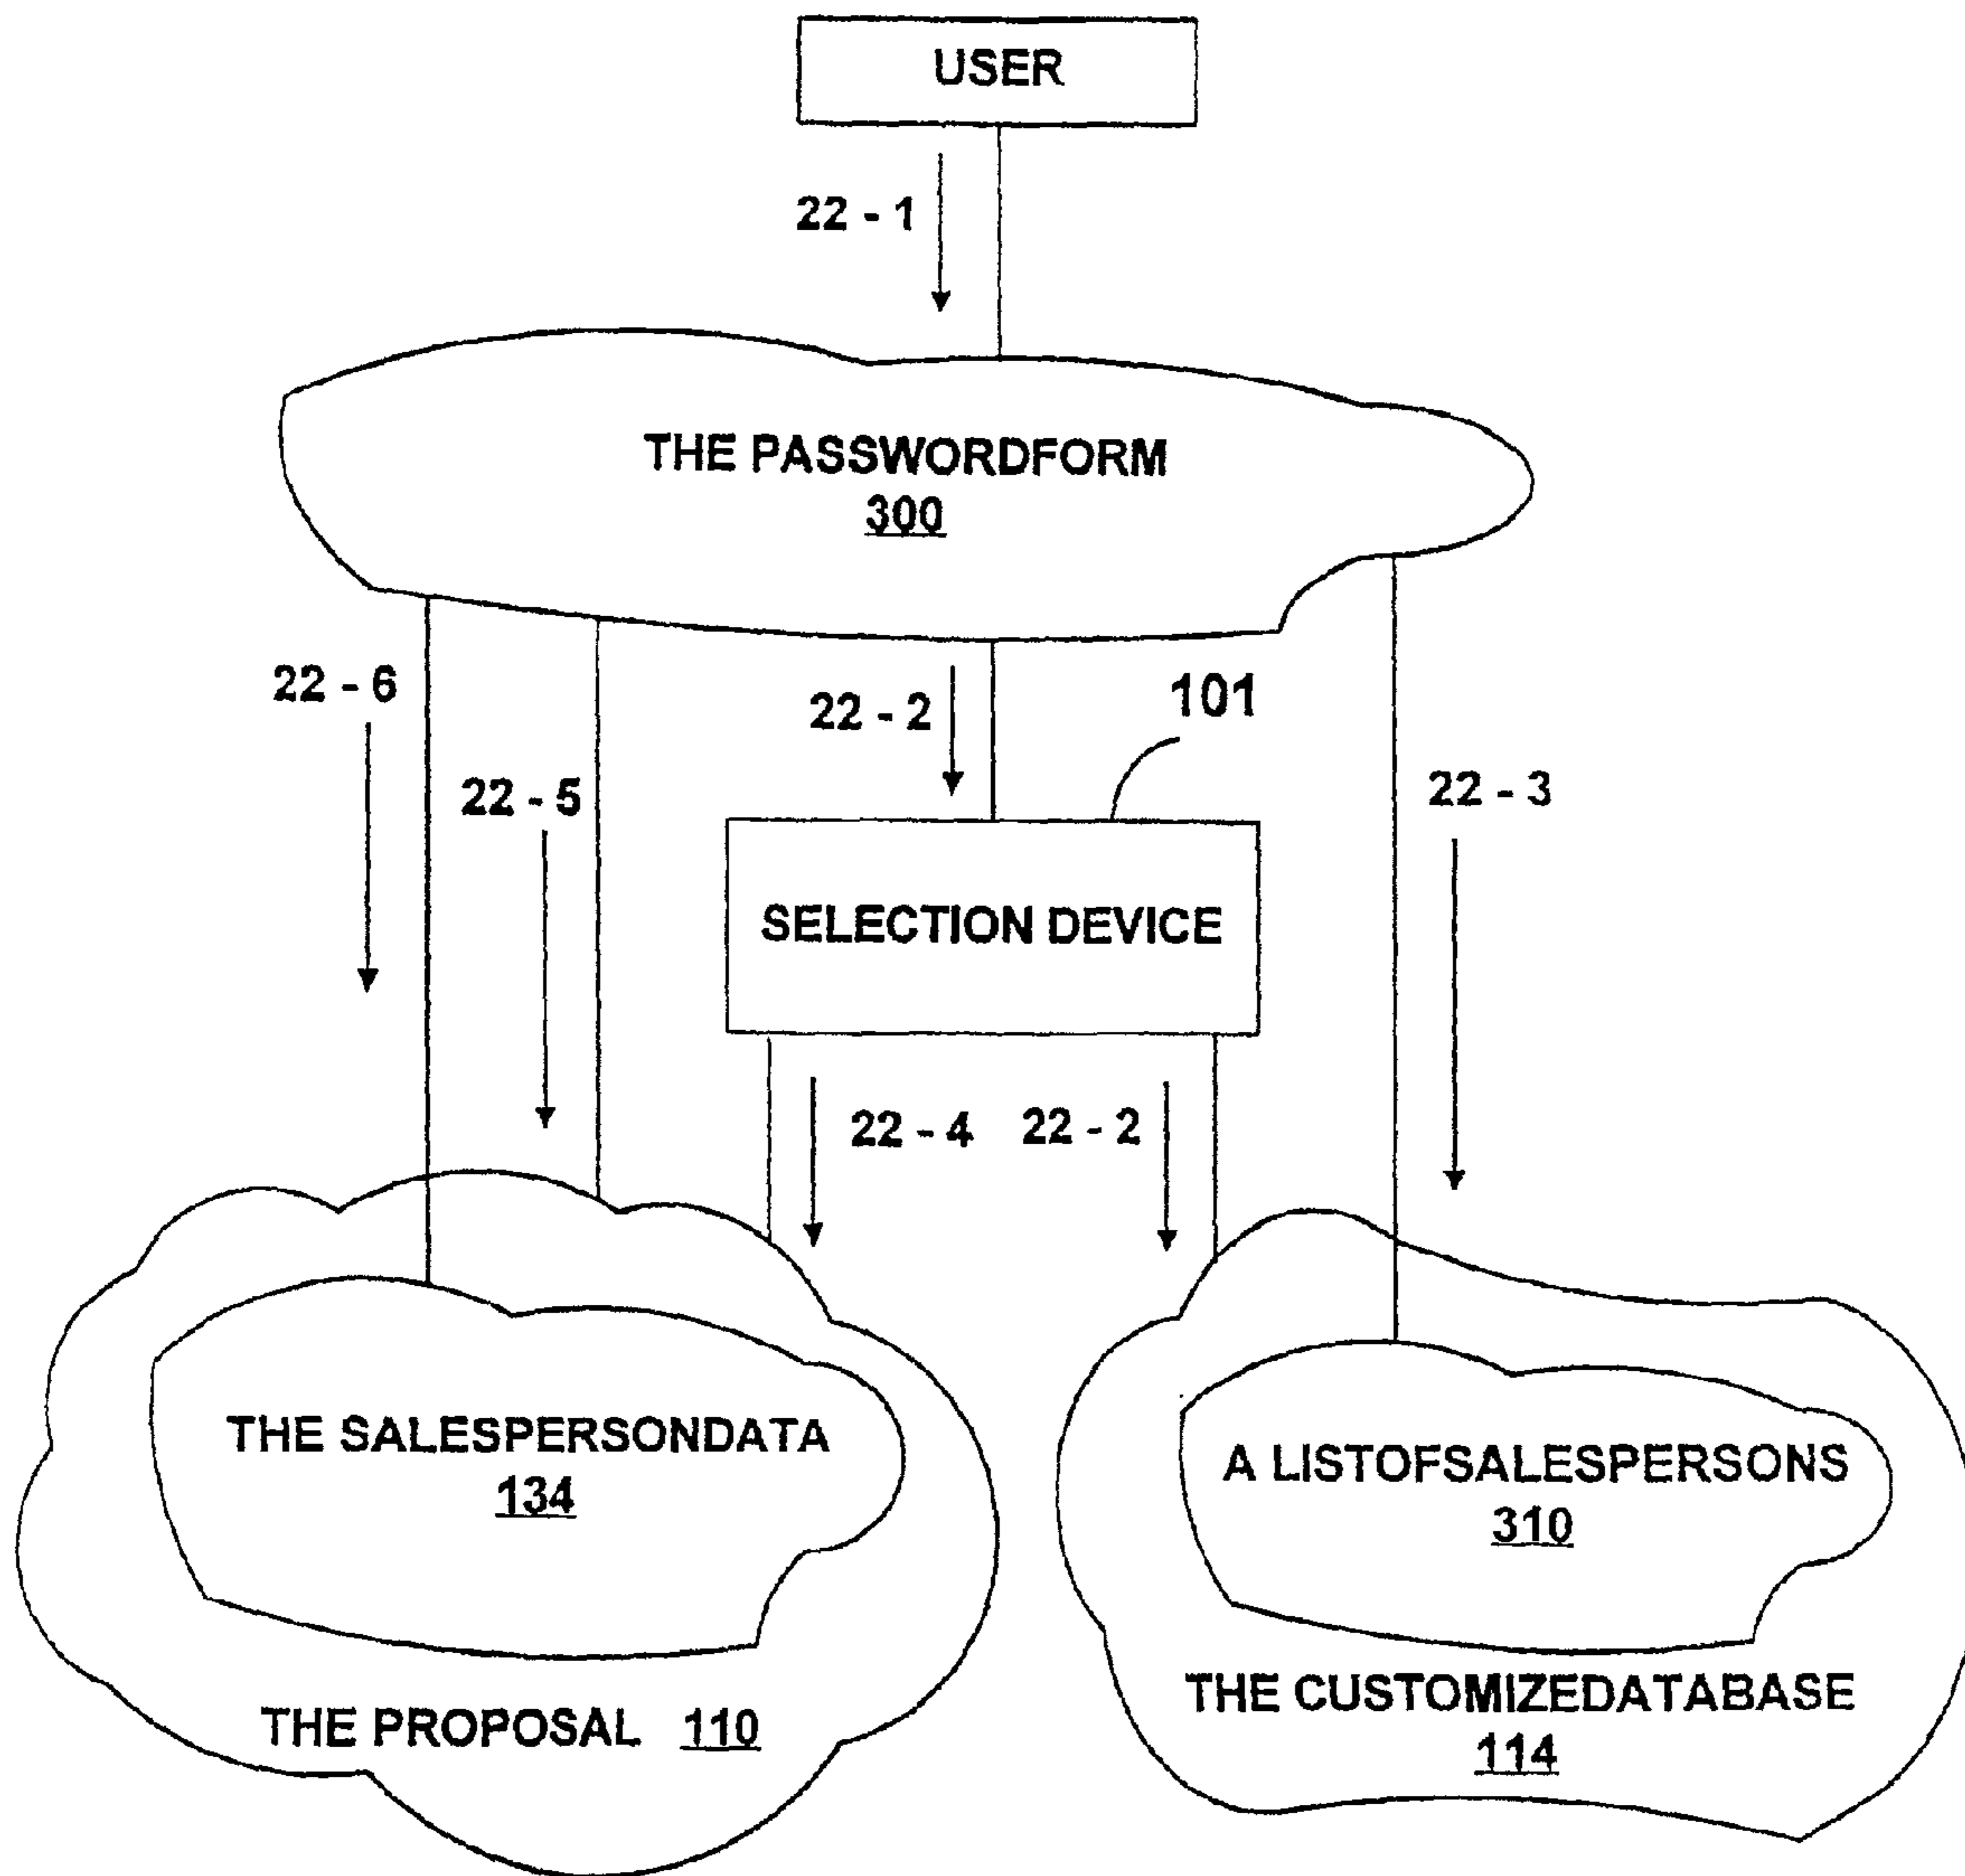 USER
22 - 1
THE PASSWORDFORM
300
22 - 6
22 - 2
101
22 - 5
22 - 3
SELECTION DEVICE
22 - 4
22 - 2
THE SALESPERSONDATA
134
A LISTOFSALESPERSONS
310
THE PROPOSAL 110
THE CUSTOMIZEDATABASE
114